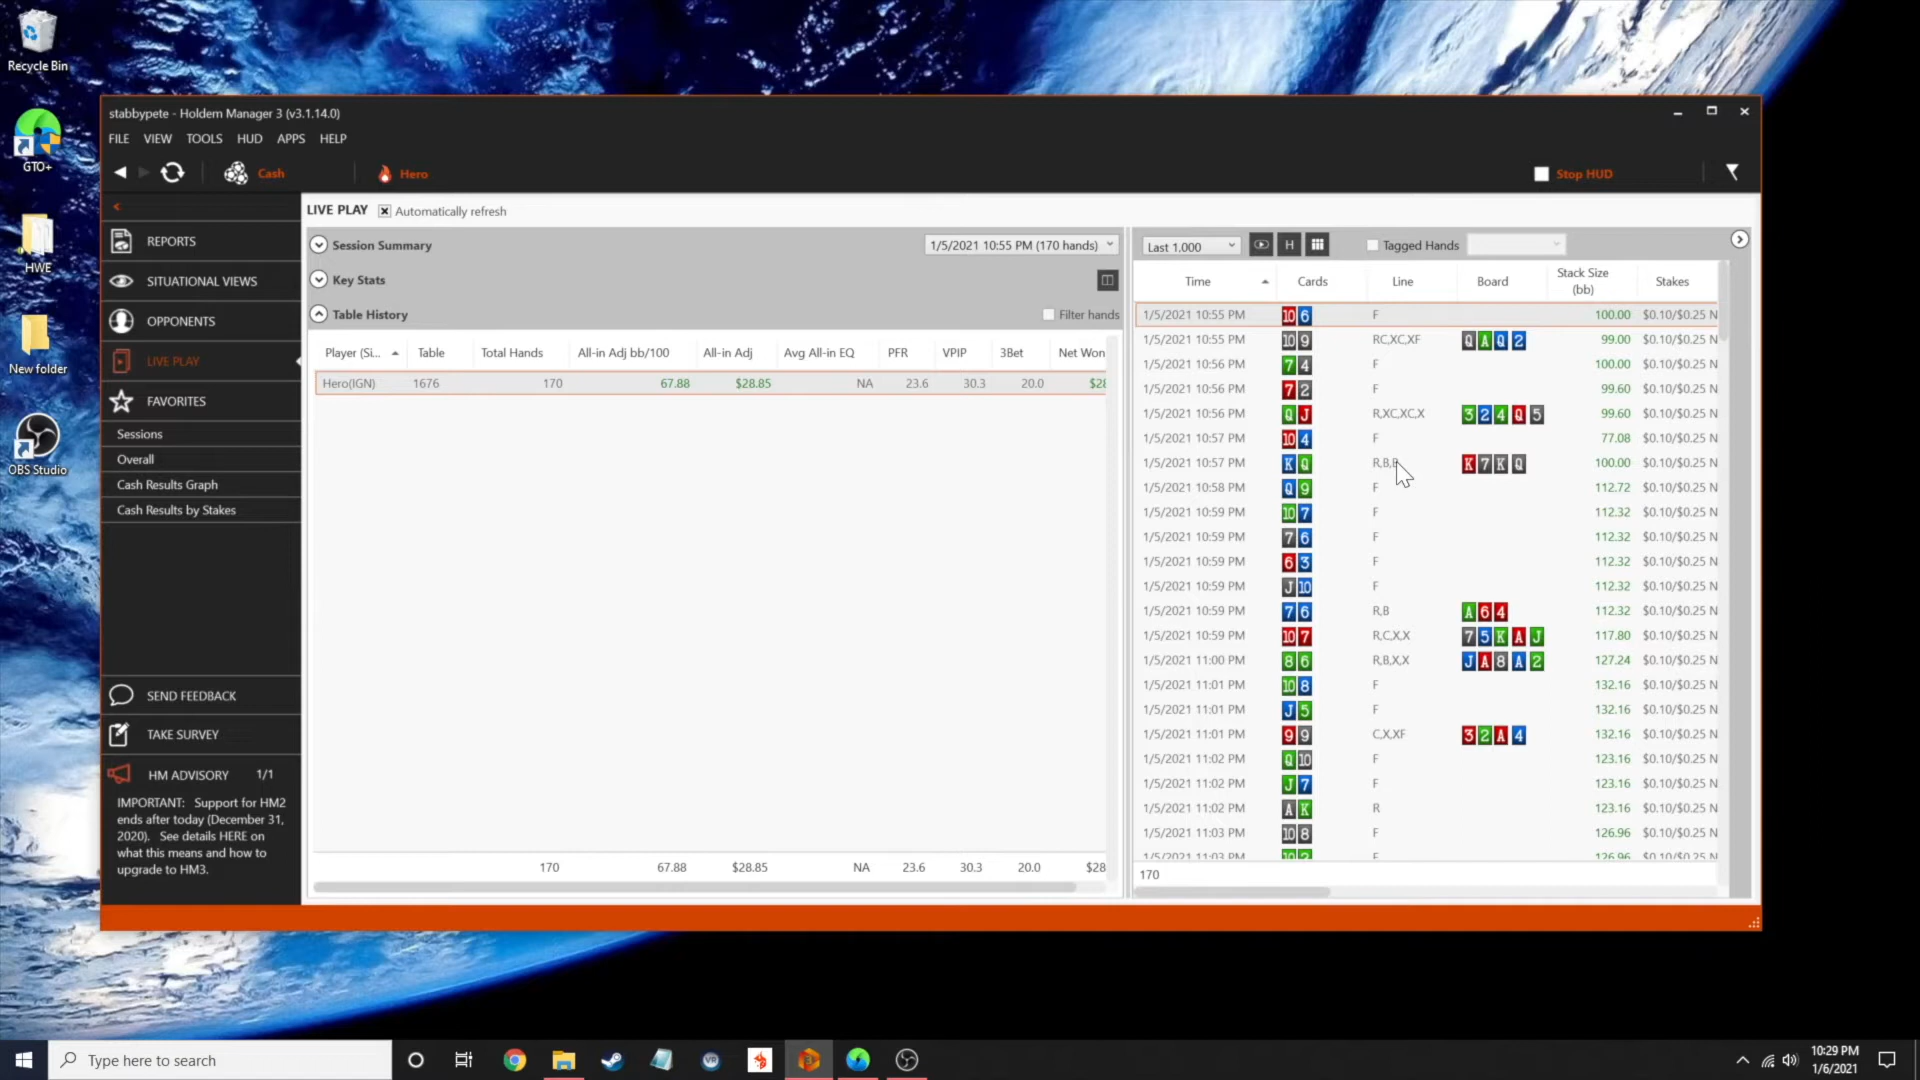 Recycle Bin
GTO+
HWE
New folder
OBS Studio
stabbypete - Holdem Manager 3 (v3.1.14.0)
FILE VIEW TOOLS HUD APPS HELP
Cash Hero Stop HUD
REPORTS
SITUATIONAL VIEWS
OPPONENTS
LIVE PLAY
FAVORITES
Sessions
Overall
Cash Results Graph
Cash Results by Stakes
SEND FEEDBACK
TAKE SURVEY
HM ADVISORY 1/1
IMPORTANT: Support for HM2
ends after today (December 31,
2020). See details HERE on
what this means and how to
upgrade to HM3.
LIVE PLAY Automatically refresh
Session Summary 1/5/2021 10:55 PM (170 hands)
Key Stats
Table History Filter hands
Player (Si... Table Total Hands All-in Adj bb/100 All-in Adj Avg All-in EQ PFR VPIP 3Bet Net Won
Hero(IGN) 1676 170 67.88 $28.85 NA 23.6 30.3 20.0 $28
170 67.88 $28.85 NA 23.6 30.3 20.0 $28
Last 1,000 H Tagged Hands
Time Cards Line Board Stack Size (bb) Stakes
1/5/2021 10:55 PM 10 6 F 100.00 $0.10/$0.25 N
1/5/2021 10:55 PM 10 9 RC,XC,XF Q A Q 2 99.00 $0.10/$0.25 N
1/5/2021 10:56 PM 7 4 F 100.00 $0.10/$0.25 N
1/5/2021 10:56 PM 7 2 F 99.60 $0.10/$0.25 N
1/5/2021 10:56 PM Q J R,XC,XC,X 3 2 4 Q 5 99.60 $0.10/$0.25 N
1/5/2021 10:57 PM 10 4 F 77.08 $0.10/$0.25 N
1/5/2021 10:57 PM K Q R,B, K 7 K Q 100.00 $0.10/$0.25 N
1/5/2021 10:58 PM Q 9 F 112.72 $0.10/$0.25 N
1/5/2021 10:59 PM 10 7 F 112.32 $0.10/$0.25 N
1/5/2021 10:59 PM 7 6 F 112.32 $0.10/$0.25 N
1/5/2021 10:59 PM 6 3 F 112.32 $0.10/$0.25 N
1/5/2021 10:59 PM J 10 F 112.32 $0.10/$0.25 N
1/5/2021 10:59 PM 7 6 R,B A 6 4 112.32 $0.10/$0.25 N
1/5/2021 10:59 PM 10 7 R,C,X,X 7 5 K A J 117.80 $0.10/$0.25 N
1/5/2021 11:00 PM 8 6 R,B,X,X J A 8 A 2 127.24 $0.10/$0.25 N
1/5/2021 11:01 PM 10 8 F 132.16 $0.10/$0.25 N
1/5/2021 11:01 PM J 5 F 132.16 $0.10/$0.25 N
1/5/2021 11:01 PM 9 9 C,X,XF 3 2 A 4 132.16 $0.10/$0.25 N
1/5/2021 11:02 PM Q 10 F 123.16 $0.10/$0.25 N
1/5/2021 11:02 PM J 7 F 123.16 $0.10/$0.25 N
1/5/2021 11:02 PM A K R 123.16 $0.10/$0.25 N
1/5/2021 11:03 PM 10 8 F 126.96 $0.10/$0.25 N
1/5/2021 11:03 PM 10 2 F 126.96 $0.10/$0.25 N
170
Type here to search
10:29 PM
1/6/2021